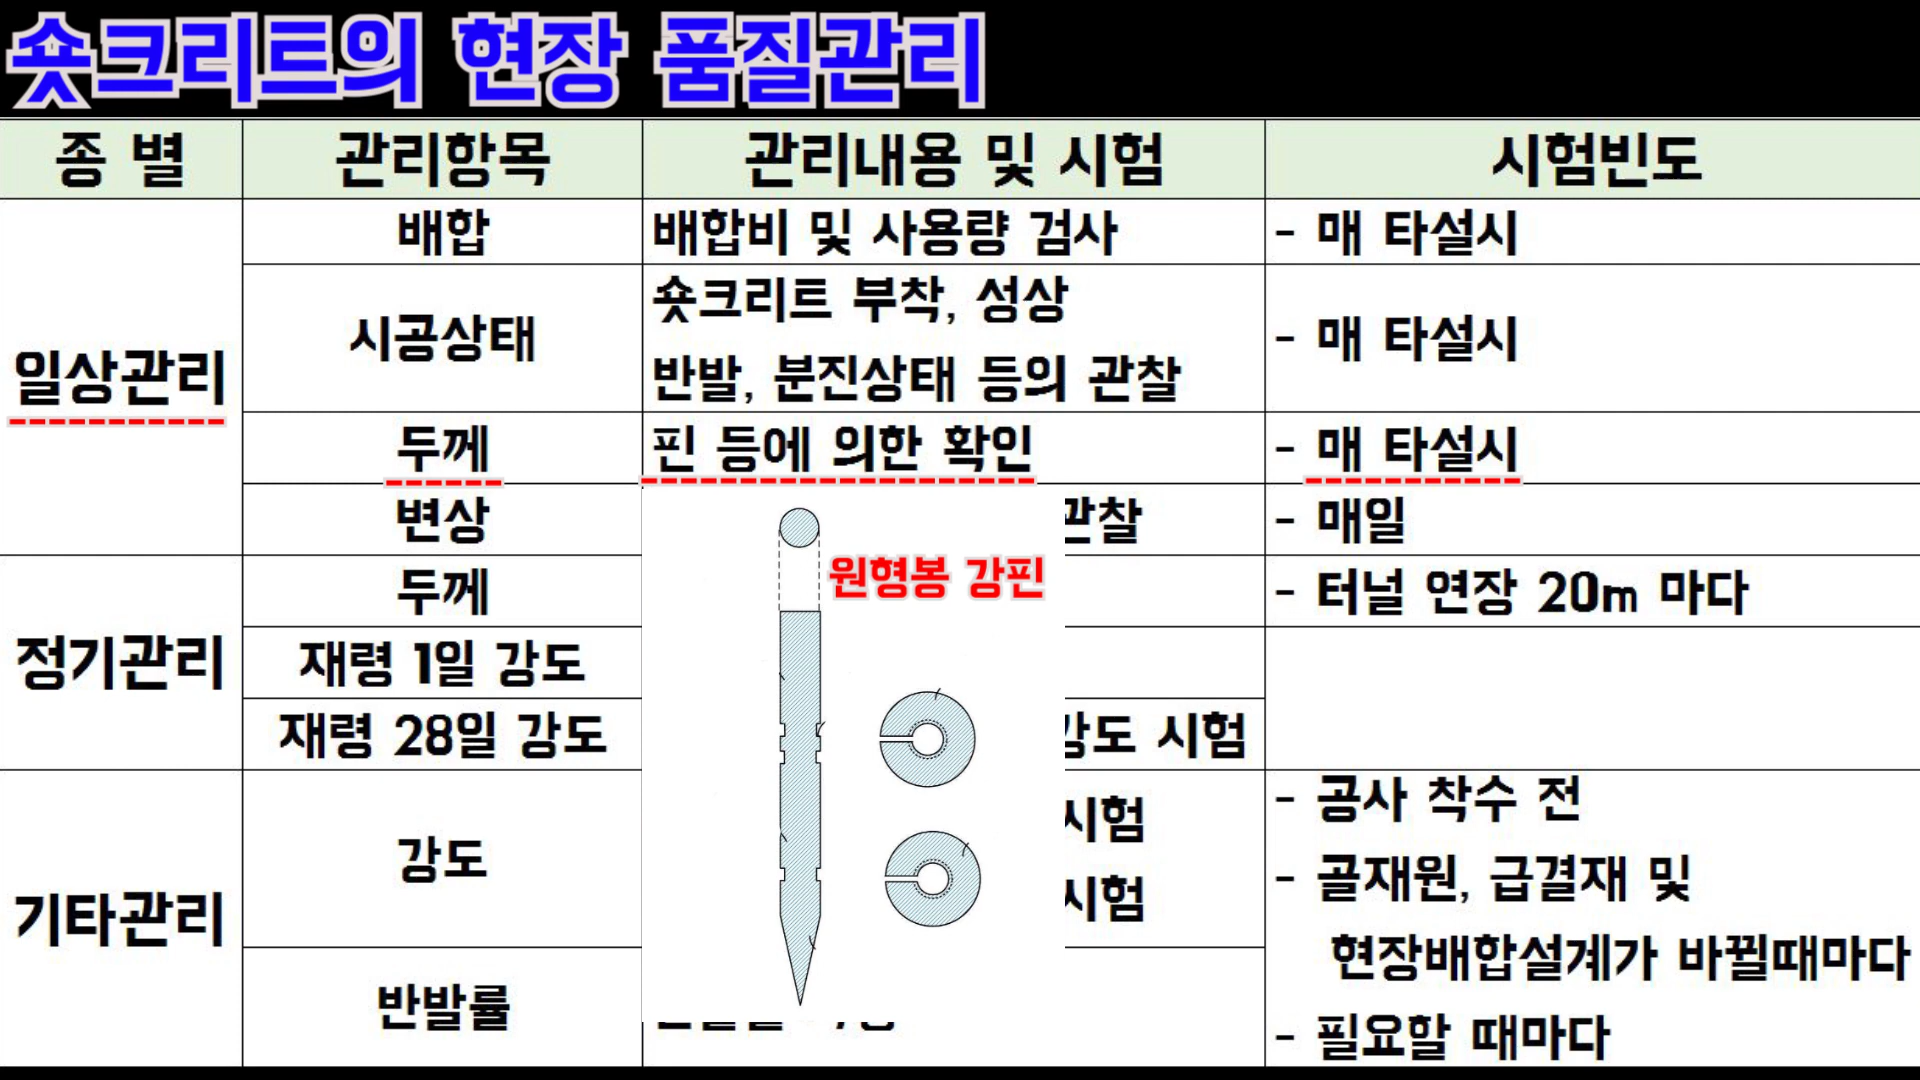 숏크리트의 현장 품질관리
종 별 관리항목 관리내용 및 시험 시험빈도
일상관리
배합 배합비 및 사용량 검사 - 매 타설시
시공상태
숏크리트 부착, 성상
반발, 분진상태 등의 관찰
- 매 타설시
두께 핀 등에 의한 확인 - 매 타설시
변상 관찰 - 매일
원형봉 강핀
정기관리
두께 - 터널 연장 20m 마다
재령 1일 강도
재령 28일 강도 강도 시험
기타관리
강도
시험
시험
반발률
- 공사 착수 전
- 골재원, 급결재 및
현장배합설계가 바뀔때마다
- 필요할 때마다